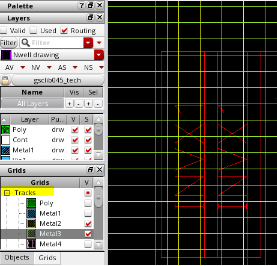 Palette
Layers
Valid Used Routing
Filter Filter
Nwell drawing
AV NV AS NS
gsclib045_tech
Name Vis Sel
All Layers + - + -
Layer Pu... V S
Poly drw
Cont drw
Metal1 drw
Grids
Grids V
Tracks
Poly
Metal1
Metal2
Metal3
Metal4
Objects Grids